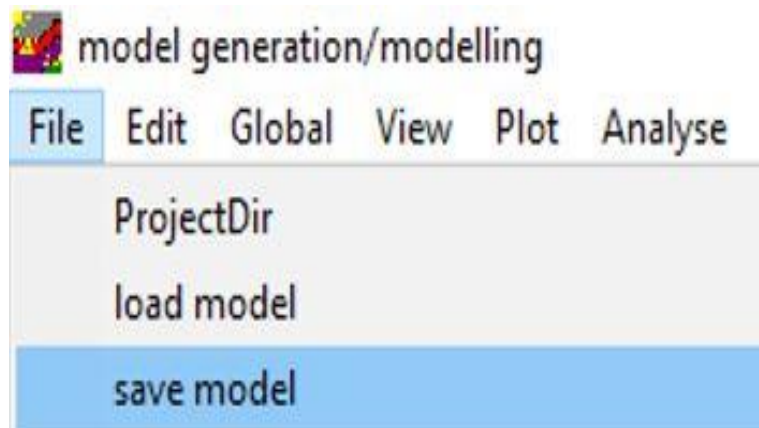 model generation/modelling
File Edit Global View Plot Analyse
ProjectDir
load model
save model